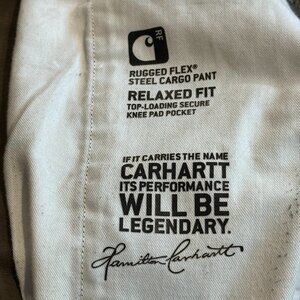 RF
RUGGED FLEX®
STEEL CARGO PANT
RELAXED FIT
TOP-LOADING SECURE
KNEE PAD POCKET
IF IT CARRIES THE NAME
CARHARTT
ITS PERFORMANCE
WILL BE
LEGENDARY.
Hamilton Carhartt